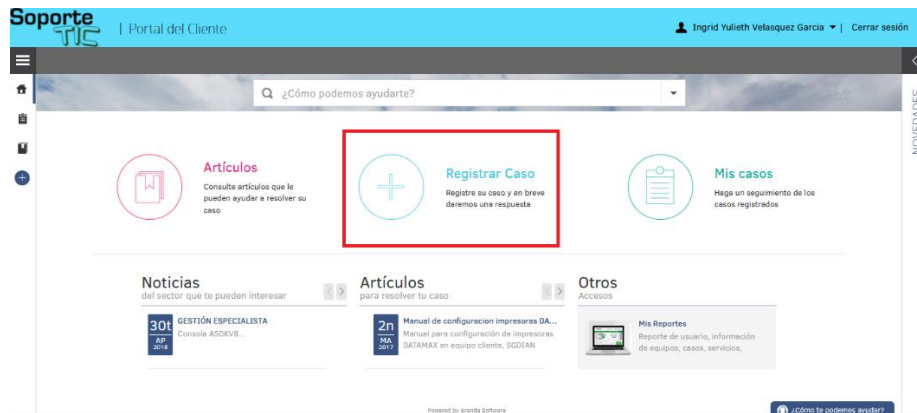 Soporte
TIC
| Portal del Cliente
Ingrid Yulieth Velasquez Garcia
| Cerrar sesión
¿Cómo podemos ayudarte?
NOVEDADES
Artículos
Consulte artículos que le
pueden ayudar a resolver su
caso
Registrar Caso
Registre su caso y en breve
daremos una respuesta
Mis casos
Haga un seguimiento de los
casos registrados
Noticias
del sector que te pueden interesar
30t
AP
2018
GESTIÓN ESPECIALISTA
Consola ASDKVB...
Artículos
para resolver tu caso
2n
MA
2017
Manual de configuracion impresoras DA...
Manual para configuración de Impresoras
DATAMAX en equipo cliente, SGDIAN
Otros
Accesos
Mis Reportes
Reporte de usuario, información
de equipos, casos, servicios,
Powered by Aranda Software
¿Cómo te podemos ayudar?